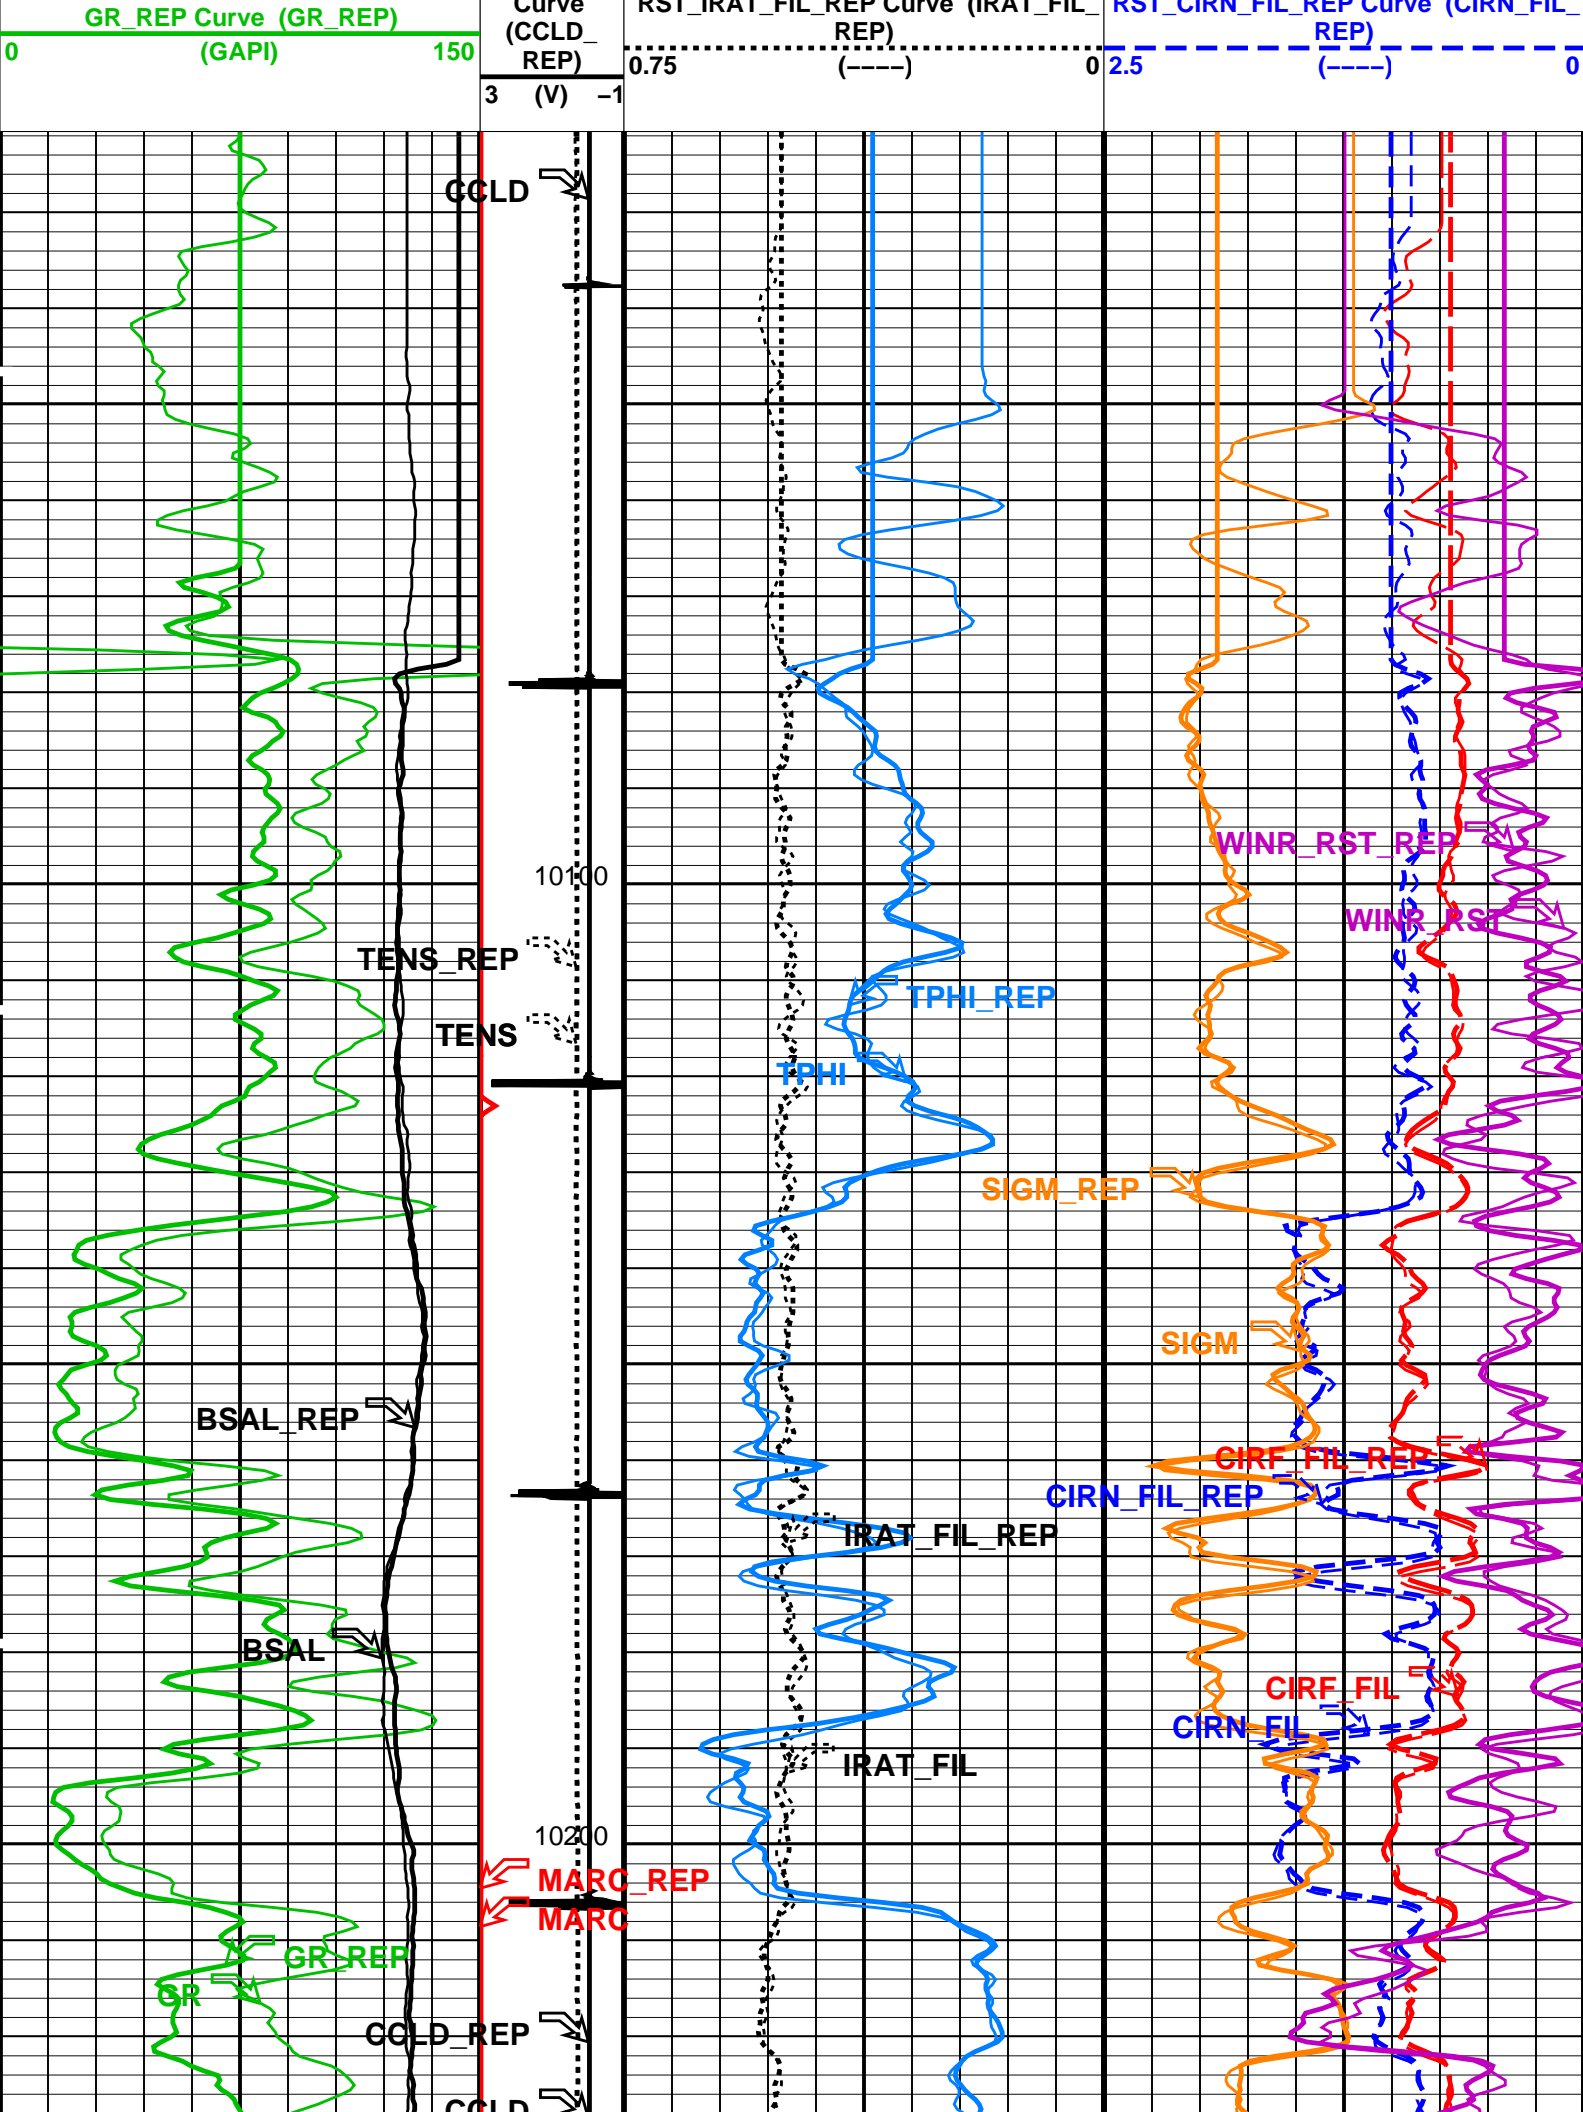 GR_REP Curve (GR_REP)
0 (GAPI) 150
Curve
(CCLD_
REP)
3 (V) −1
RST_IRAT_FIL_REP Curve (IRAT_FIL_
REP)
0.75 (−−−−) 0
RST_CIRN_FIL_REP Curve (CIRN_FIL_
REP)
2.5 (−−−−) 0
CCLD
WINR_RST_REP
10100
WINR_RST
TENS_REP
TPHI_REP
TENS
TPHI
SIGM_REP
SIGM
BSAL_REP
CIRF_FIL_REP
CIRN_FIL_REP
IRAT_FIL_REP
BSAL
CIRF_FIL
CIRN_FIL
IRAT_FIL
10200
MARC_REP
MARC
GR_REP
GR
CCLD_REP
CCLD